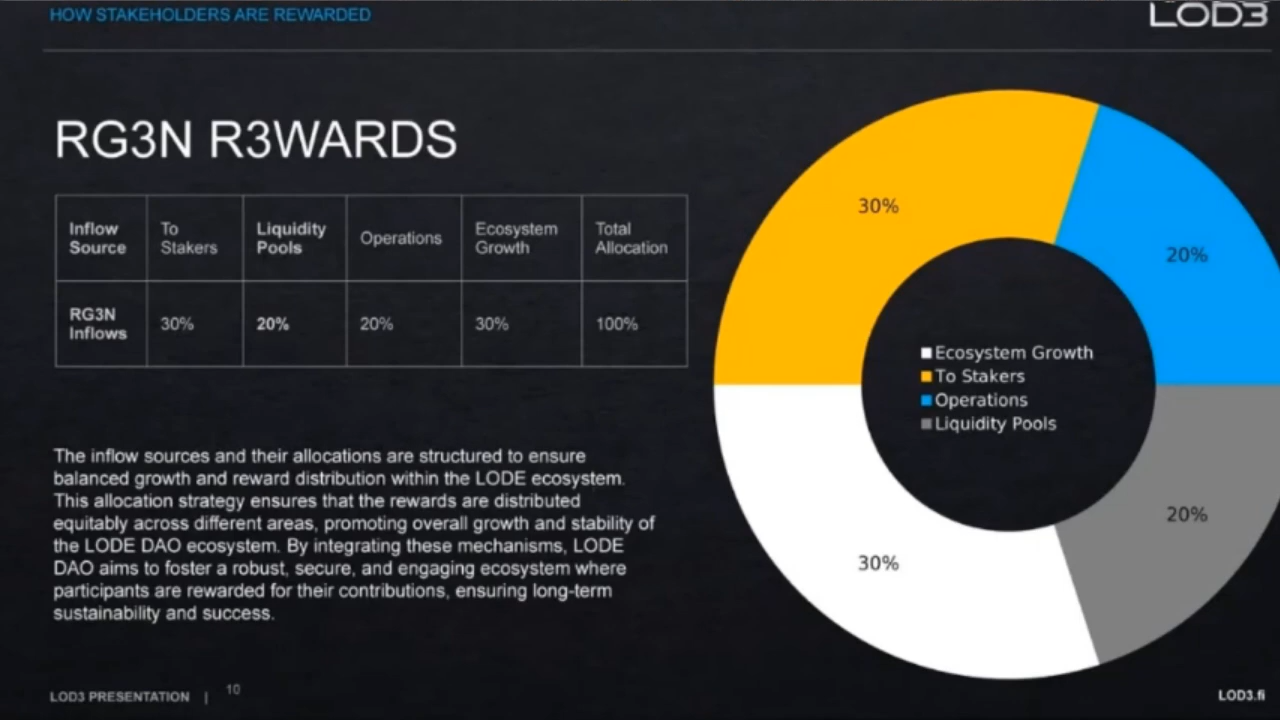 HOW STAKEHOLDERS ARE REWARDED
LOD3
RG3N R3WARDS
Inflow Source
To Stakers
Liquidity Pools
Operations
Ecosystem Growth
Total Allocation
RG3N Inflows
30%
20%
20%
30%
100%
The inflow sources and their allocations are structured to ensure
balanced growth and reward distribution within the LODE ecosystem.
This allocation strategy ensures that the rewards are distributed
equitably across different areas, promoting overall growth and stability of
the LODE DAO ecosystem. By integrating these mechanisms, LODE
DAO aims to foster a robust, secure, and engaging ecosystem where
participants are rewarded for their contributions, ensuring long-term
sustainability and success.
30%
20%
Ecosystem Growth
To Stakers
Operations
Liquidity Pools
30%
20%
LOD3 PRESENTATION | 10
LOD3.fi